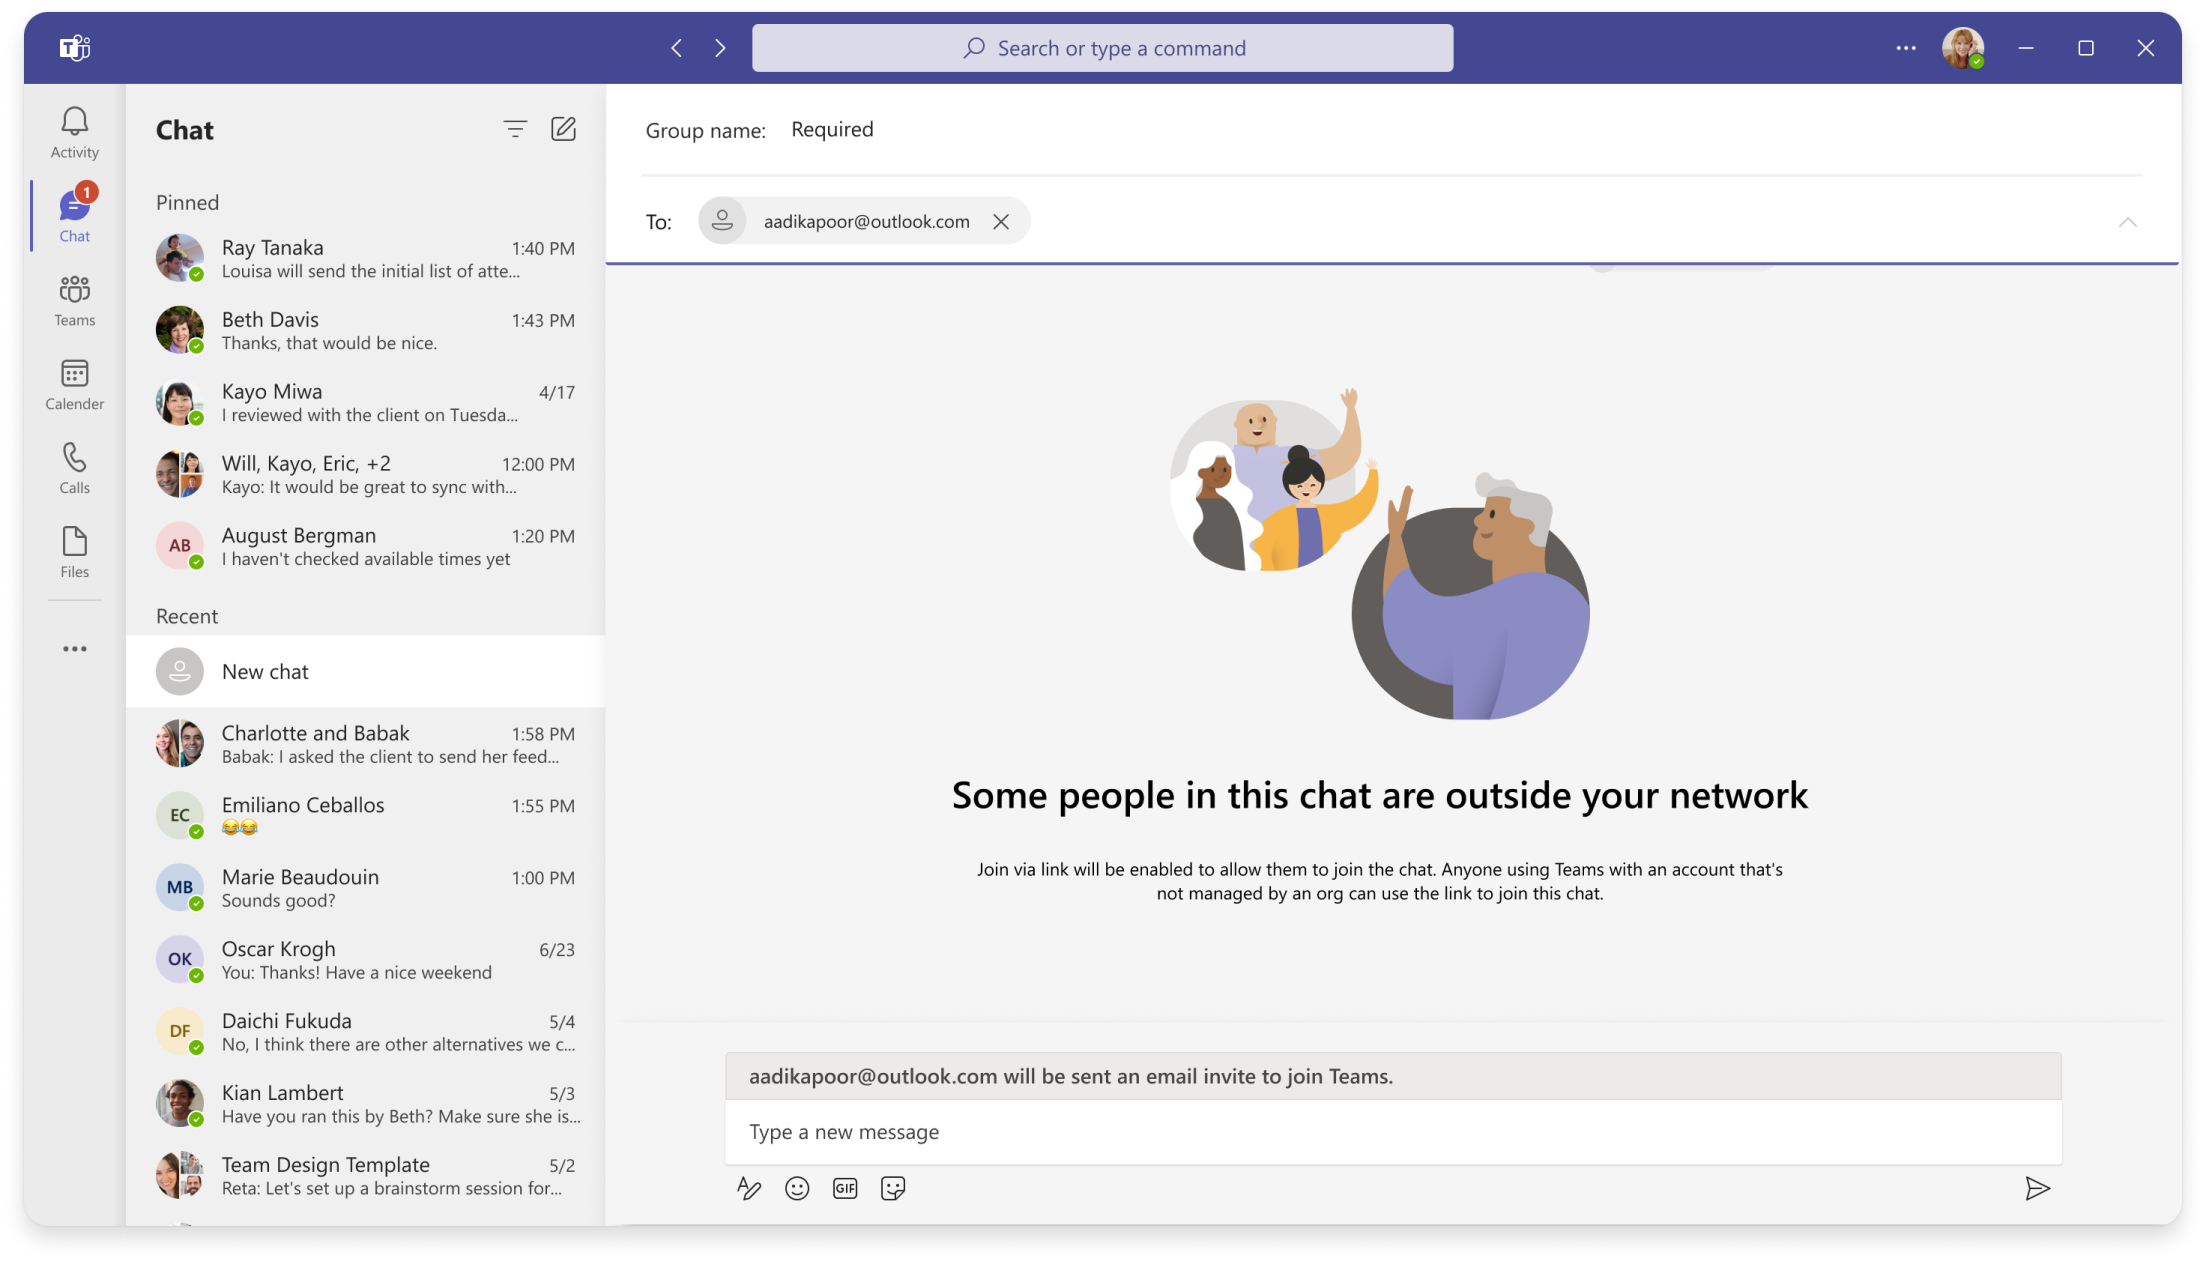 T
Search or type a command
Activity
1
Chat
Teams
Calender
Calls
Files
Chat
Pinned
Ray Tanaka 1:40 PM
Louisa will send the initial list of atte...
Beth Davis 1:43 PM
Thanks, that would be nice.
Kayo Miwa 4/17
I reviewed with the client on Tuesda...
Will, Kayo, Eric, +2 12:00 PM
Kayo: It would be great to sync with...
AB August Bergman 1:20 PM
I haven't checked available times yet
Recent
New chat
Charlotte and Babak 1:58 PM
Babak: I asked the client to send her feed...
EC Emiliano Ceballos 1:55 PM
😂😂
MB Marie Beaudouin 1:00 PM
Sounds good?
OK Oscar Krogh 6/23
You: Thanks! Have a nice weekend
DF Daichi Fukuda 5/4
No, I think there are other alternatives we c...
Kian Lambert 5/3
Have you ran this by Beth? Make sure she is...
Team Design Template 5/2
Reta: Let's set up a brainstorm session for...
Group name: Required
To: aadikapoor@outlook.com
Some people in this chat are outside your network
Join via link will be enabled to allow them to join the chat. Anyone using Teams with an account that's
not managed by an org can use the link to join this chat.
aadikapoor@outlook.com will be sent an email invite to join Teams.
Type a new message
GIF